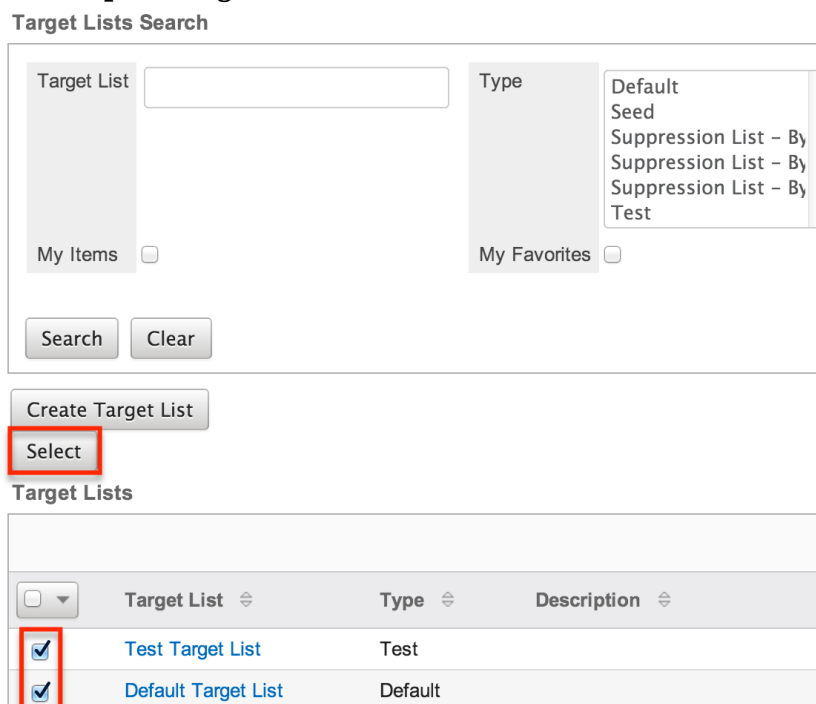 Target Lists Search
Target List
Type
Default
Seed
Suppression List – By
Suppression List – By
Suppression List – By
Test
My Items
My Favorites
Search Clear
Create Target List
Select
Target Lists
Target List Type Description
Test Target List Test
Default Target List Default